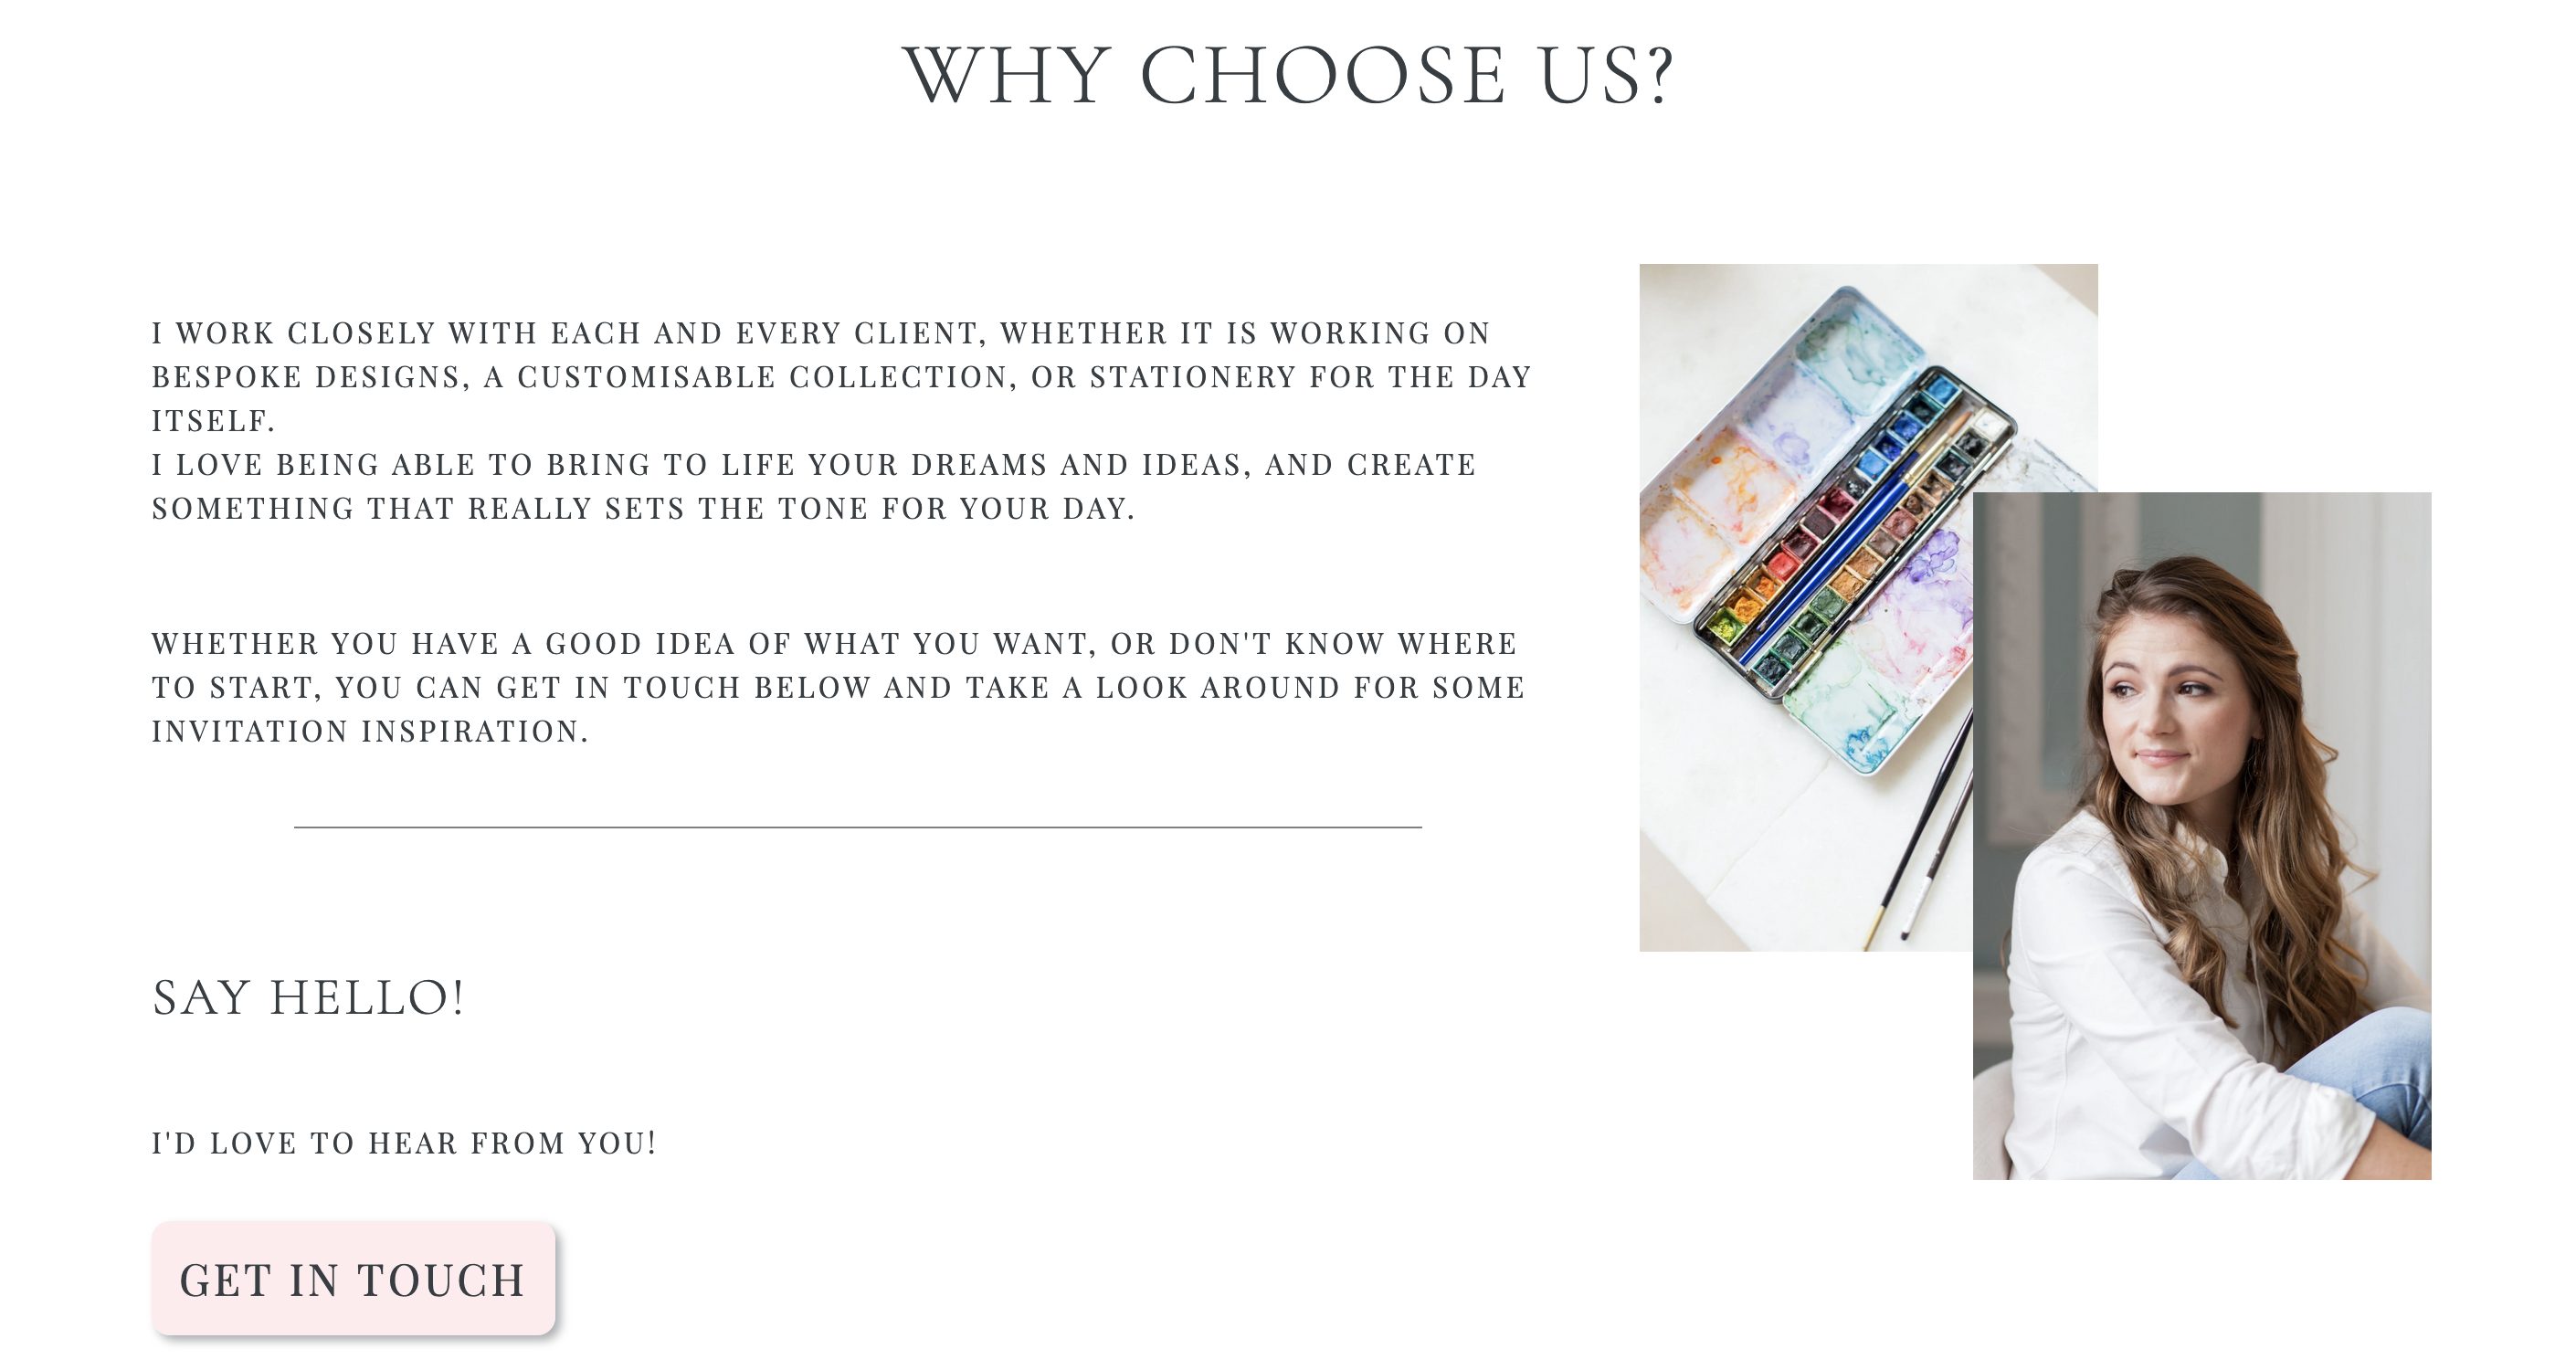 WHY CHOOSE US?
I WORK CLOSELY WITH EACH AND EVERY CLIENT, WHETHER IT IS WORKING ON
BESPOKE DESIGNS, A CUSTOMISABLE COLLECTION, OR STATIONERY FOR THE DAY
ITSELF.
I LOVE BEING ABLE TO BRING TO LIFE YOUR DREAMS AND IDEAS, AND CREATE
SOMETHING THAT REALLY SETS THE TONE FOR YOUR DAY.
WHETHER YOU HAVE A GOOD IDEA OF WHAT YOU WANT, OR DON'T KNOW WHERE
TO START, YOU CAN GET IN TOUCH BELOW AND TAKE A LOOK AROUND FOR SOME
INVITATION INSPIRATION.
SAY HELLO!
I'D LOVE TO HEAR FROM YOU!
GET IN TOUCH